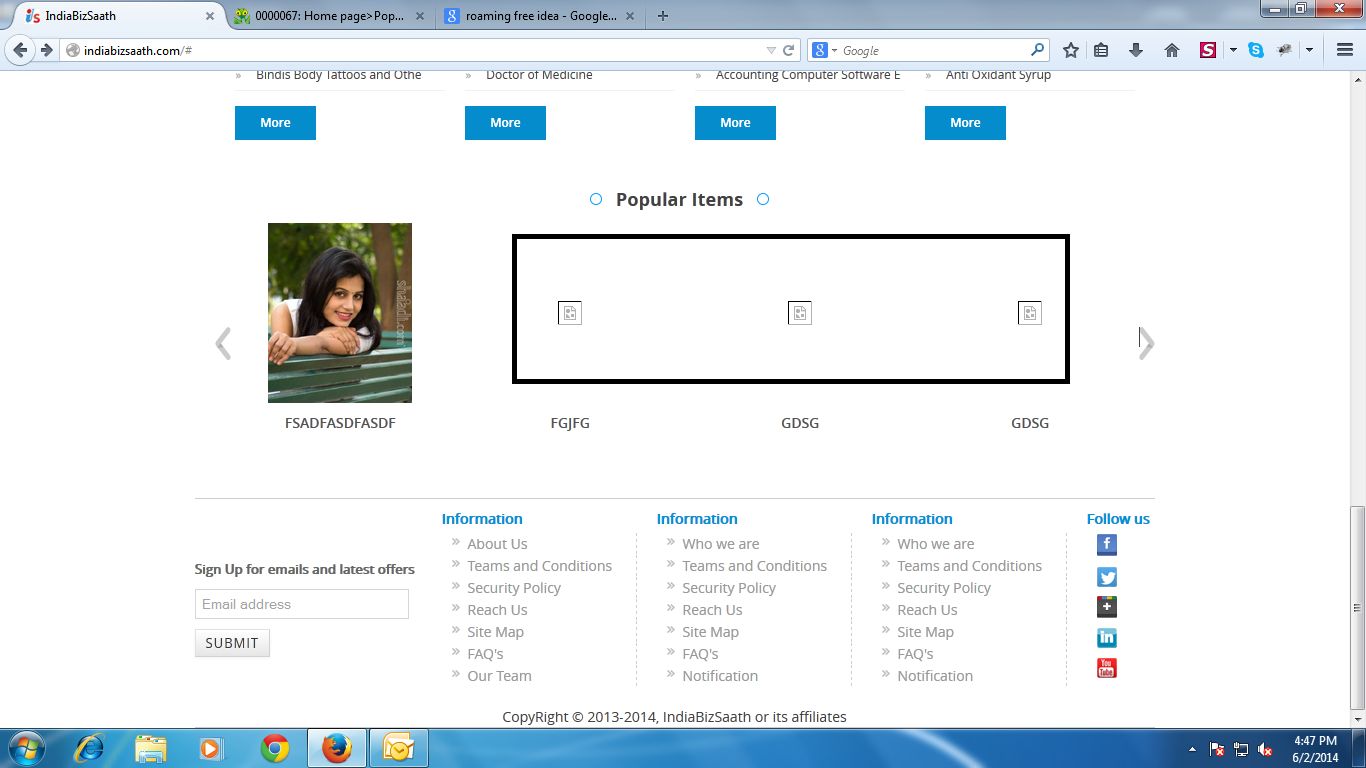 IndiaBizSaath
0000067: Home page>Pop...
roaming free idea - Google...
indiabizsaath.com/#
Google
» Bindis Body Tattoos and Othe
» Doctor of Medicine
» Accounting Computer Software E
» Anti Oxidant Syrup
More
More
More
More
Popular Items
FSADFASDFASDF
FGJFG
GDSG
GDSG
Sign Up for emails and latest offers
Email address
SUBMIT
Information
» About Us
» Teams and Conditions
» Security Policy
» Reach Us
» Site Map
» FAQ's
» Our Team
Information
» Who we are
» Teams and Conditions
» Security Policy
» Reach Us
» Site Map
» FAQ's
» Notification
Information
» Who we are
» Teams and Conditions
» Security Policy
» Reach Us
» Site Map
» FAQ's
» Notification
Follow us
You
Tube
CopyRight © 2013-2014, IndiaBizSaath or its affiliates
4:47 PM
6/2/2014